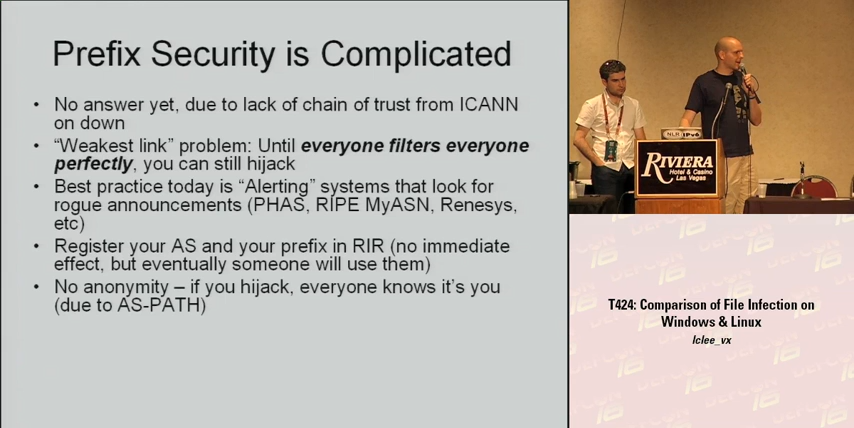 Prefix Security is Complicated
• No answer yet, due to lack of chain of trust from ICANN
on down
• “Weakest link” problem: Until everyone filters everyone
perfectly, you can still hijack
• Best practice today is “Alerting” systems that look for
rogue announcements (PHAS, RIPE MyASN, Renesys,
etc)
• Register your AS and your prefix in RIR (no immediate
effect, but eventually someone will use them)
• No anonymity – if you hijack, everyone knows it’s you
(due to AS-PATH)
NLR IPv6
RIVIERA
Hotel & Casino
Las Vegas
T424: Comparison of File Infection on
Windows & Linux
lclee_vx